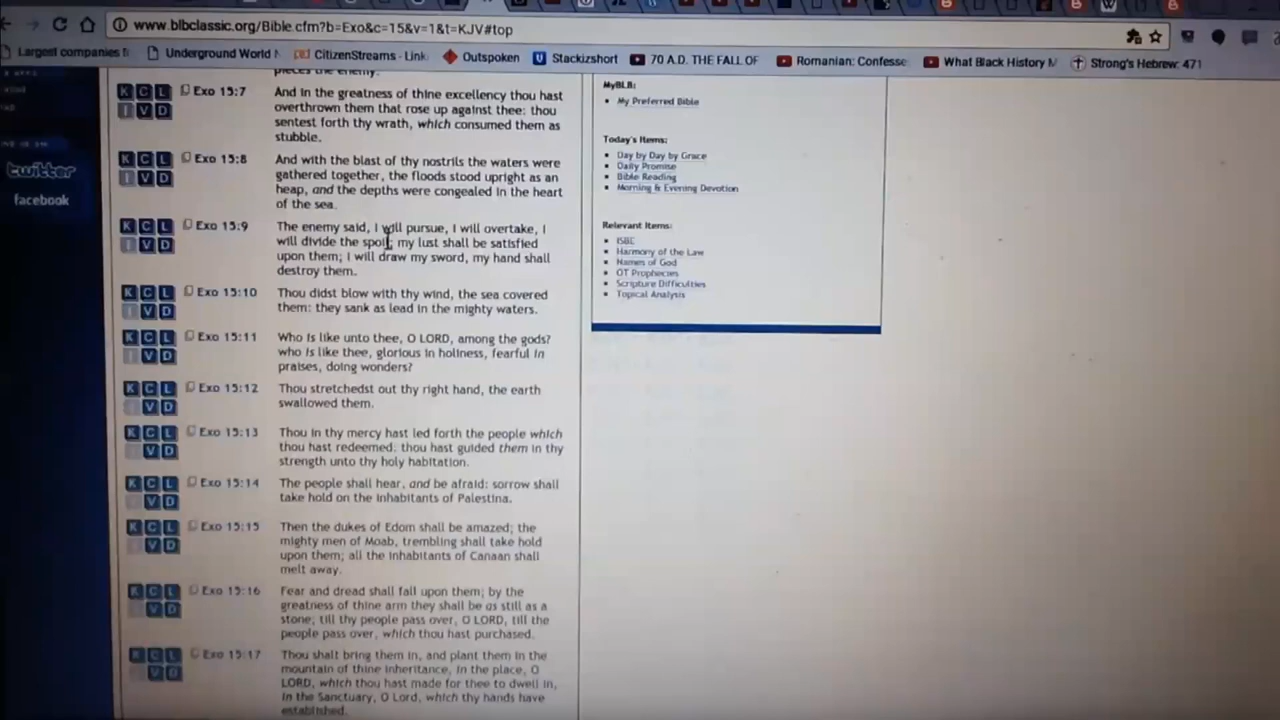 www.blbclassic.org/Bible.cfm?b=Exo&c=15&v=1&t=KJV#top
Largest companies
Underground World
CitizenStreams - Link
Outspoken
Stackizshort
70 A.D. THE FALL OF
Romanian: Confesse
What Black History M
Strong's Hebrew: 471
twitter
facebook
pieces the enemy.
K C L
I V D
Exo 15:7
And in the greatness of thine excellency thou hast
overthrown them that rose up against thee: thou
sentest forth thy wrath, which consumed them as
stubble.
K C L
I V D
Exo 15:8
And with the blast of thy nostrils the waters were
gathered together, the floods stood upright as an
heap, and the depths were congealed in the heart
of the sea.
K C L
I V D
Exo 15:9
The enemy said, I will pursue, I will overtake, I
will divide the spoil; my lust shall be satisfied
upon them; I will draw my sword, my hand shall
destroy them.
K C L
I V D
Exo 15:10
Thou didst blow with thy wind, the sea covered
them: they sank as lead in the mighty waters.
K C L
I V D
Exo 15:11
Who is like unto thee, O LORD, among the gods?
who is like thee, glorious in holiness, fearful in
praises, doing wonders?
K C L
I V D
Exo 15:12
Thou stretchedst out thy right hand, the earth
swallowed them.
K C L
V D
Exo 15:13
Thou in thy mercy hast led forth the people which
thou hast redeemed: thou hast guided them in thy
strength unto thy holy habitation.
K C L
V D
Exo 15:14
The people shall hear, and be afraid: sorrow shall
take hold on the inhabitants of Palestina.
K C L
V D
Exo 15:15
Then the dukes of Edom shall be amazed; the
mighty men of Moab, trembling shall take hold
upon them; all the inhabitants of Canaan shall
melt away.
K C L
V D
Exo 15:16
Fear and dread shall fall upon them; by the
greatness of thine arm they shall be as still as a
stone; till thy people pass over, O LORD, till the
people pass over, which thou hast purchased.
K C L
V D
Exo 15:17
Thou shalt bring them in, and plant them in the
mountain of thine inheritance, in the place, O
LORD, which thou hast made for thee to dwell in,
in the Sanctuary, O Lord, which thy hands have
established.
MyBLB:
My Preferred Bible
Today's Items:
Day by Day by Grace
Daily Promise
Bible Reading
Morning & Evening Devotion
Relevant Items:
ISBE
Harmony of the Law
Names of God
OT Prophecies
Scripture Difficulties
Topical Analysis